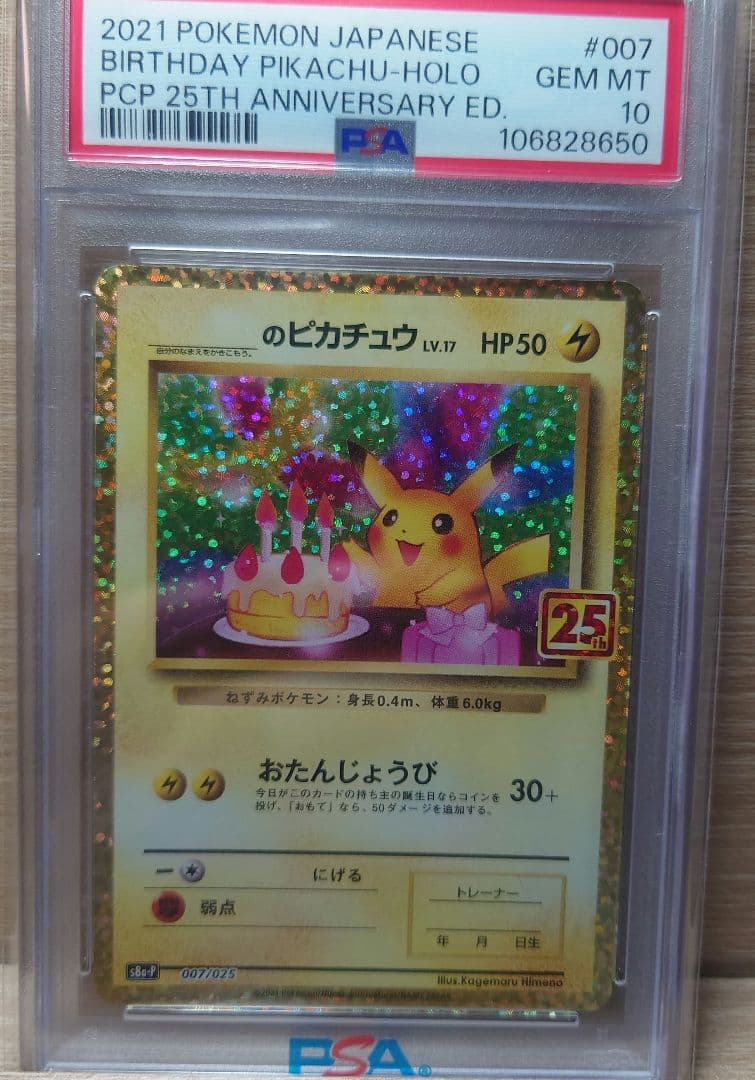 2021 POKEMON JAPANESE #007
BIRTHDAY PIKACHU-HOLO GEM MT
PCP 25TH ANNIVERSARY ED. 10
PSA 106828650
のピカチュウ LV.17 HP50
自分のなまえをかきこもう。
25th
ねずみポケモン：身長0.4m、体重6.0kg
おたんじょうび 30+
今日がこのカードの持ち主の誕生日ならコインを
投げ、「おもて」なら、50ダメージを追加する。
にげる
弱点
トレーナー
年 月 日生
s8a-P 007/025
Illus.Kagemaru Himeno
PSA